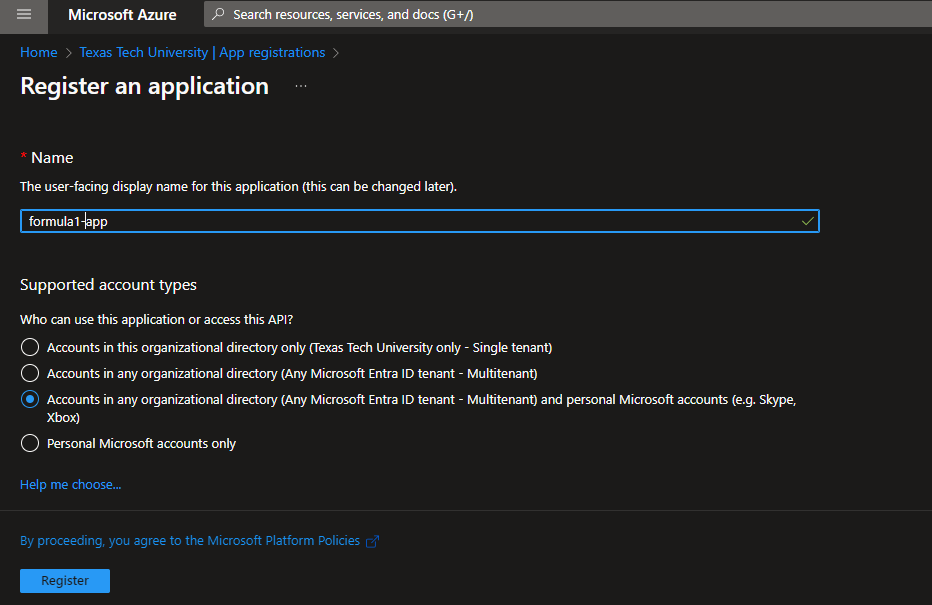 Microsoft Azure
Search resources, services, and docs (G+/)
Home > Texas Tech University | App registrations >
Register an application ...
* Name
The user-facing display name for this application (this can be changed later).
formula1-app
Supported account types
Who can use this application or access this API?
Accounts in this organizational directory only (Texas Tech University only - Single tenant)
Accounts in any organizational directory (Any Microsoft Entra ID tenant - Multitenant)
Accounts in any organizational directory (Any Microsoft Entra ID tenant - Multitenant) and personal Microsoft accounts (e.g. Skype,
Xbox)
Personal Microsoft accounts only
Help me choose...
By proceeding, you agree to the Microsoft Platform Policies
Register